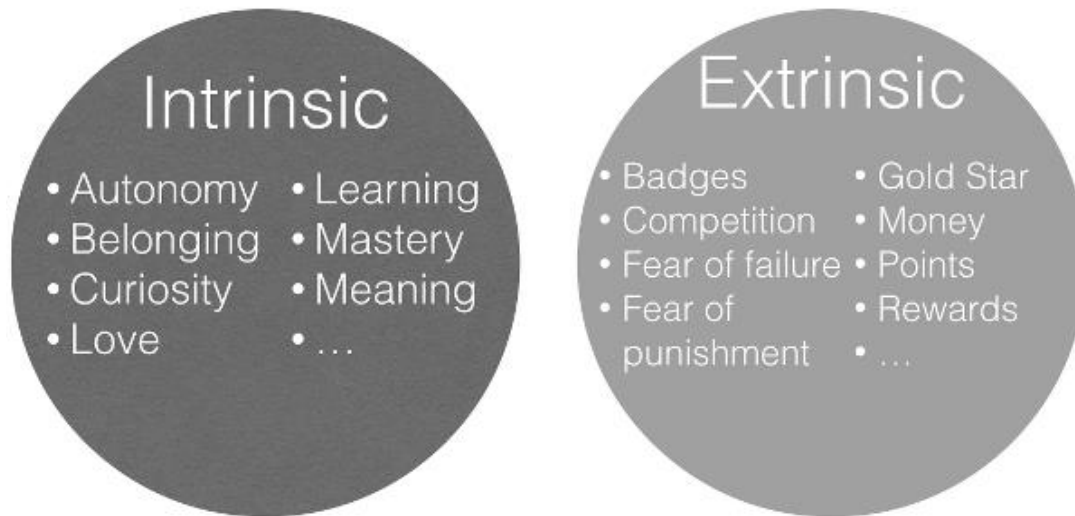 Intrinsic
• Autonomy
• Belonging
• Curiosity
• Love
• Learning
• Mastery
• Meaning
• ...
Extrinsic
• Badges
• Competition
• Fear of failure
• Fear of
punishment
• Gold Star
• Money
• Points
• Rewards
• ...